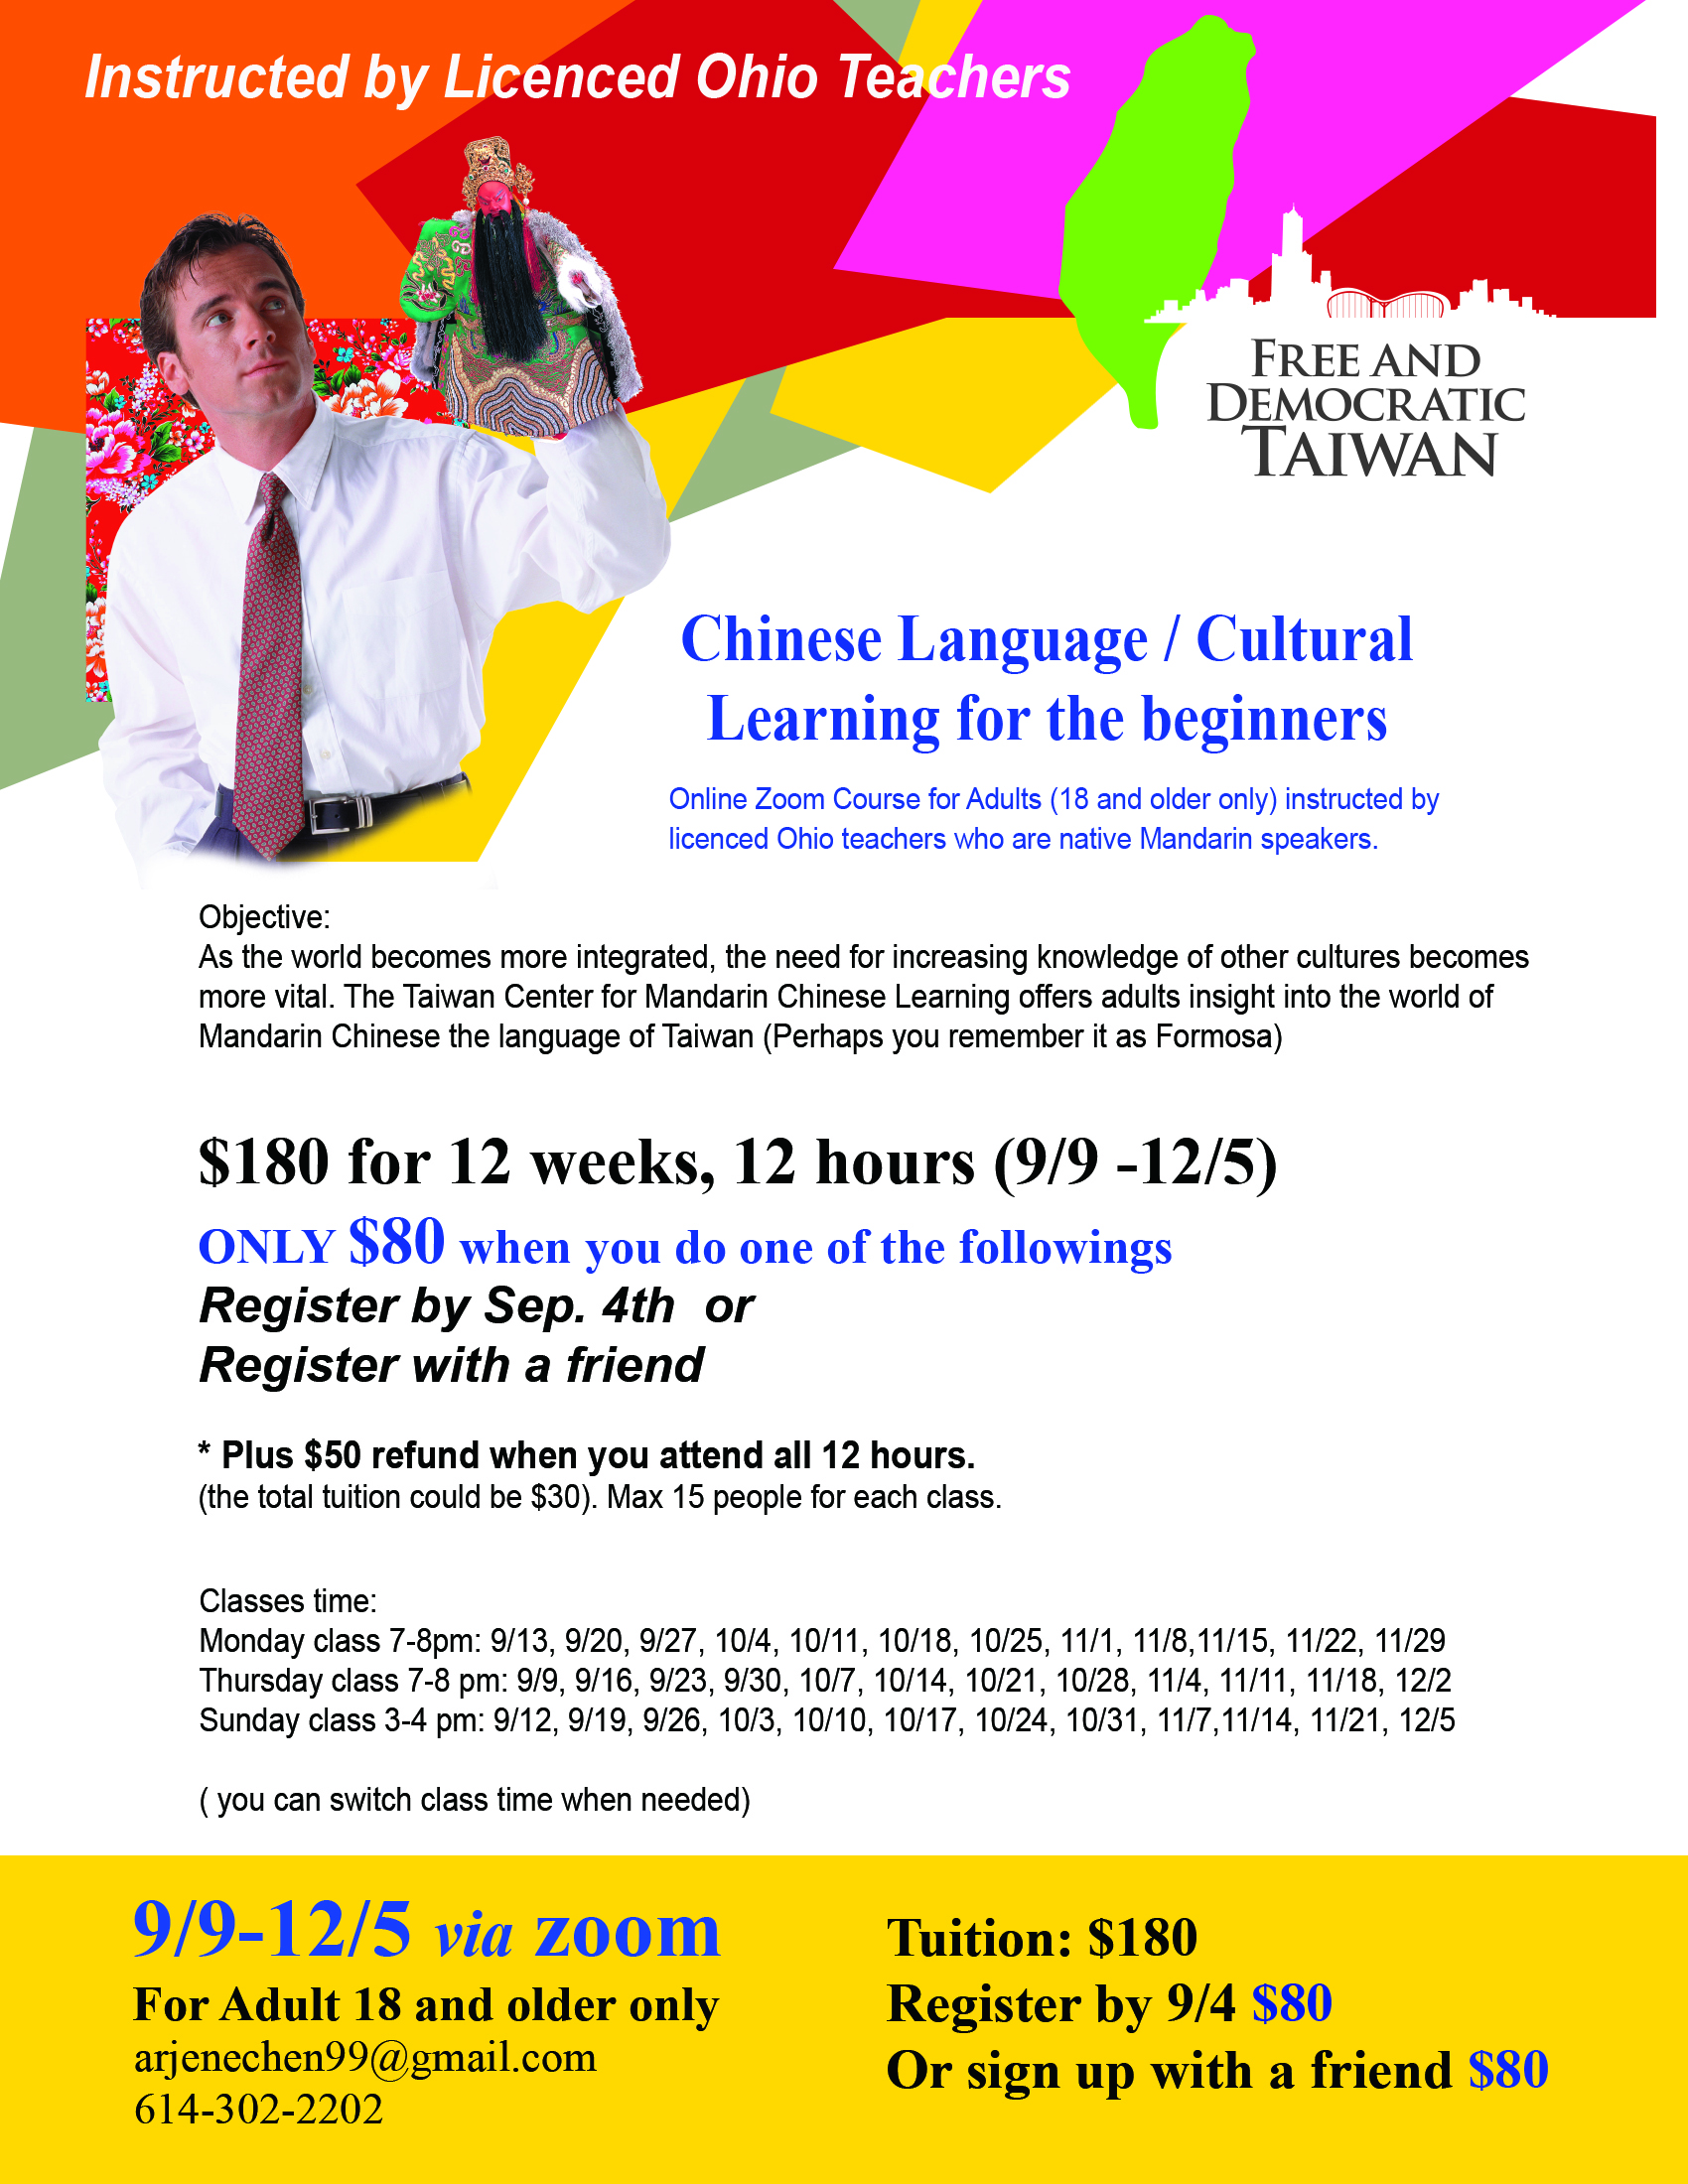 Instructed by Licenced Ohio Teachers
FREE AND
DEMOCRATIC
TAIWAN
Chinese Language / Cultural
Learning for the beginners
Online Zoom Course for Adults (18 and older only) instructed by
licenced Ohio teachers who are native Mandarin speakers.
Objective:
As the world becomes more integrated, the need for increasing knowledge of other cultures becomes
more vital. The Taiwan Center for Mandarin Chinese Learning offers adults insight into the world of
Mandarin Chinese the language of Taiwan (Perhaps you remember it as Formosa)
$180 for 12 weeks, 12 hours (9/9 -12/5)
ONLY $80 when you do one of the followings
Register by Sep. 4th  or
Register with a friend
* Plus $50 refund when you attend all 12 hours.
(the total tuition could be $30). Max 15 people for each class.
Classes time:
Monday class 7-8pm: 9/13, 9/20, 9/27, 10/4, 10/11, 10/18, 10/25, 11/1, 11/8,11/15, 11/22, 11/29
Thursday class 7-8 pm: 9/9, 9/16, 9/23, 9/30, 10/7, 10/14, 10/21, 10/28, 11/4, 11/11, 11/18, 12/2
Sunday class 3-4 pm: 9/12, 9/19, 9/26, 10/3, 10/10, 10/17, 10/24, 10/31, 11/7,11/14, 11/21, 12/5
( you can switch class time when needed)
9/9-12/5 via zoom
For Adult 18 and older only
arjenechen99@gmail.com
614-302-2202
Tuition: $180
Register by 9/4 $80
Or sign up with a friend $80